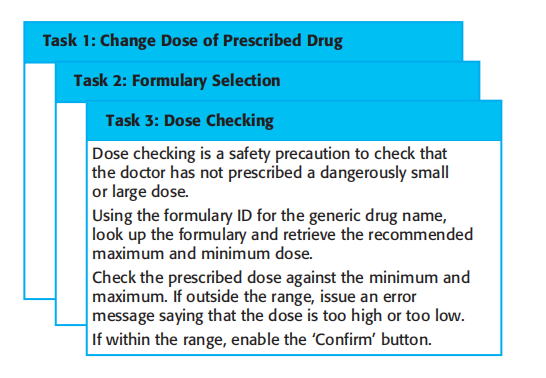 Task 1: Change Dose of Prescribed Drug
Task 2: Formulary Selection
Task 3: Dose Checking
Dose checking is a safety precaution to check that
the doctor has not prescribed a dangerously small
or large dose.
Using the formulary ID for the generic drug name,
look up the formulary and retrieve the recommended
maximum and minimum dose.
Check the prescribed dose against the minimum and
maximum. If outside the range, issue an error
message saying that the dose is too high or too low.
If within the range, enable the ‘Confirm’ button.